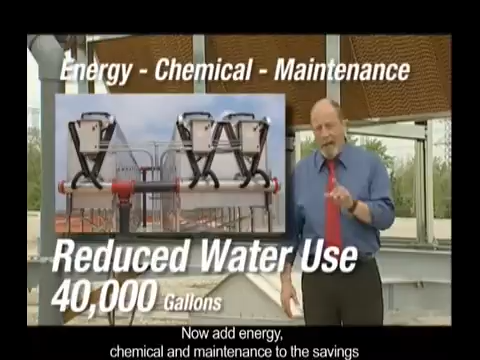 Energy - Chemical - Maintenance
Reduced Water Use
40,000 Gallons
Now add energy,
chemical and maintenance to the savings